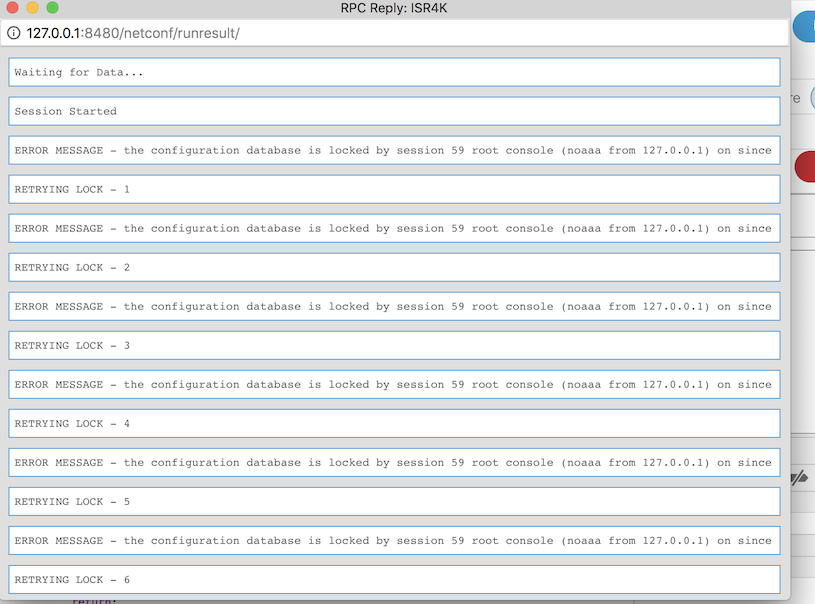 RPC Reply: ISR4K
127.0.0.1:8480/netconf/runresult/
Waiting for Data...
Session Started
ERROR MESSAGE - the configuration database is locked by session 59 root console (noaaa from 127.0.0.1) on since
RETRYING LOCK - 1
ERROR MESSAGE - the configuration database is locked by session 59 root console (noaaa from 127.0.0.1) on since
RETRYING LOCK - 2
ERROR MESSAGE - the configuration database is locked by session 59 root console (noaaa from 127.0.0.1) on since
RETRYING LOCK - 3
ERROR MESSAGE - the configuration database is locked by session 59 root console (noaaa from 127.0.0.1) on since
RETRYING LOCK - 4
ERROR MESSAGE - the configuration database is locked by session 59 root console (noaaa from 127.0.0.1) on since
RETRYING LOCK - 5
ERROR MESSAGE - the configuration database is locked by session 59 root console (noaaa from 127.0.0.1) on since
RETRYING LOCK - 6